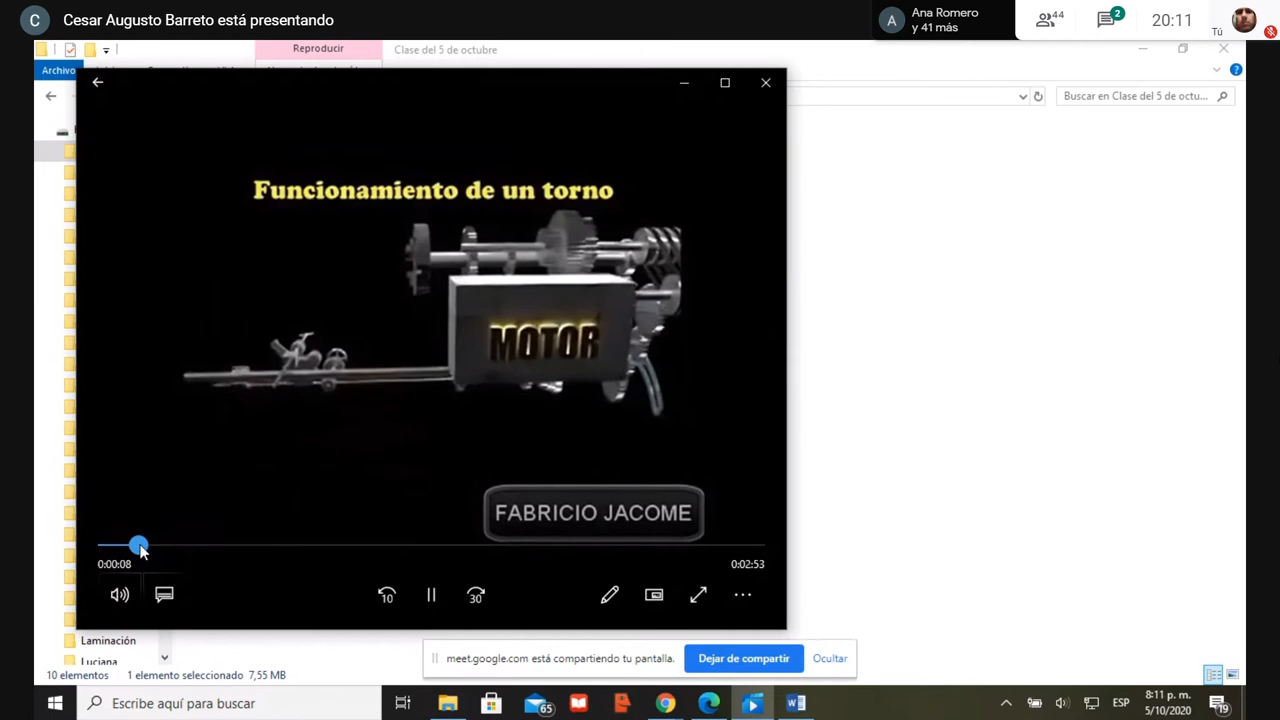 C Cesar Augusto Barreto está presentando
A Ana Romero
y 41 más
44
2
20:11
Tú
Reproducir
Clase del 5 de octubre
Archivo
Buscar en Clase del 5 de octu...
Funcionamiento de un torno
MOTOR
FABRICIO JACOME
0:00:08
0:02:53
10
30
Laminación
Luciana
meet.google.com está compartiendo tu pantalla.
Dejar de compartir
Ocultar
10 elementos
1 elemento seleccionado 7,55 MB
Escribe aquí para buscar
65
ESP
8:11 p. m.
5/10/2020
19